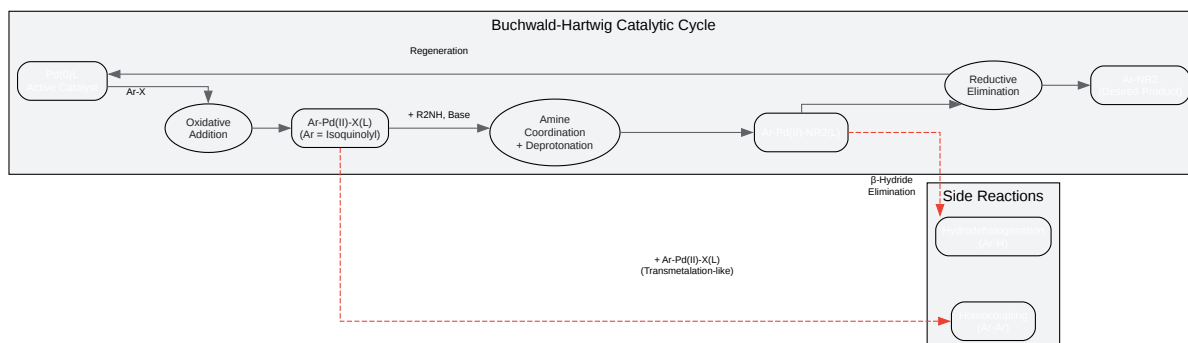 Buchwald-Hartwig Catalytic Cycle
Regeneration
Pd(0)L
Active Catalyst
Ar-X
Oxidative
Addition
Ar-Pd(II)-X(L)
(Ar = Isoquinolyl)
+ R2NH, Base
Amine
Coordination
+ Deprotonation
Ar-Pd(II)-NR2(L)
Reductive
Elimination
Ar-NR2
(Desired Product)
β-Hydride
Elimination
Side Reactions
Hydrodehalogenation
(Ar-H)
+ Ar-Pd(II)-X(L)
(Transmetalation-like)
Homocoupling
(Ar-Ar)